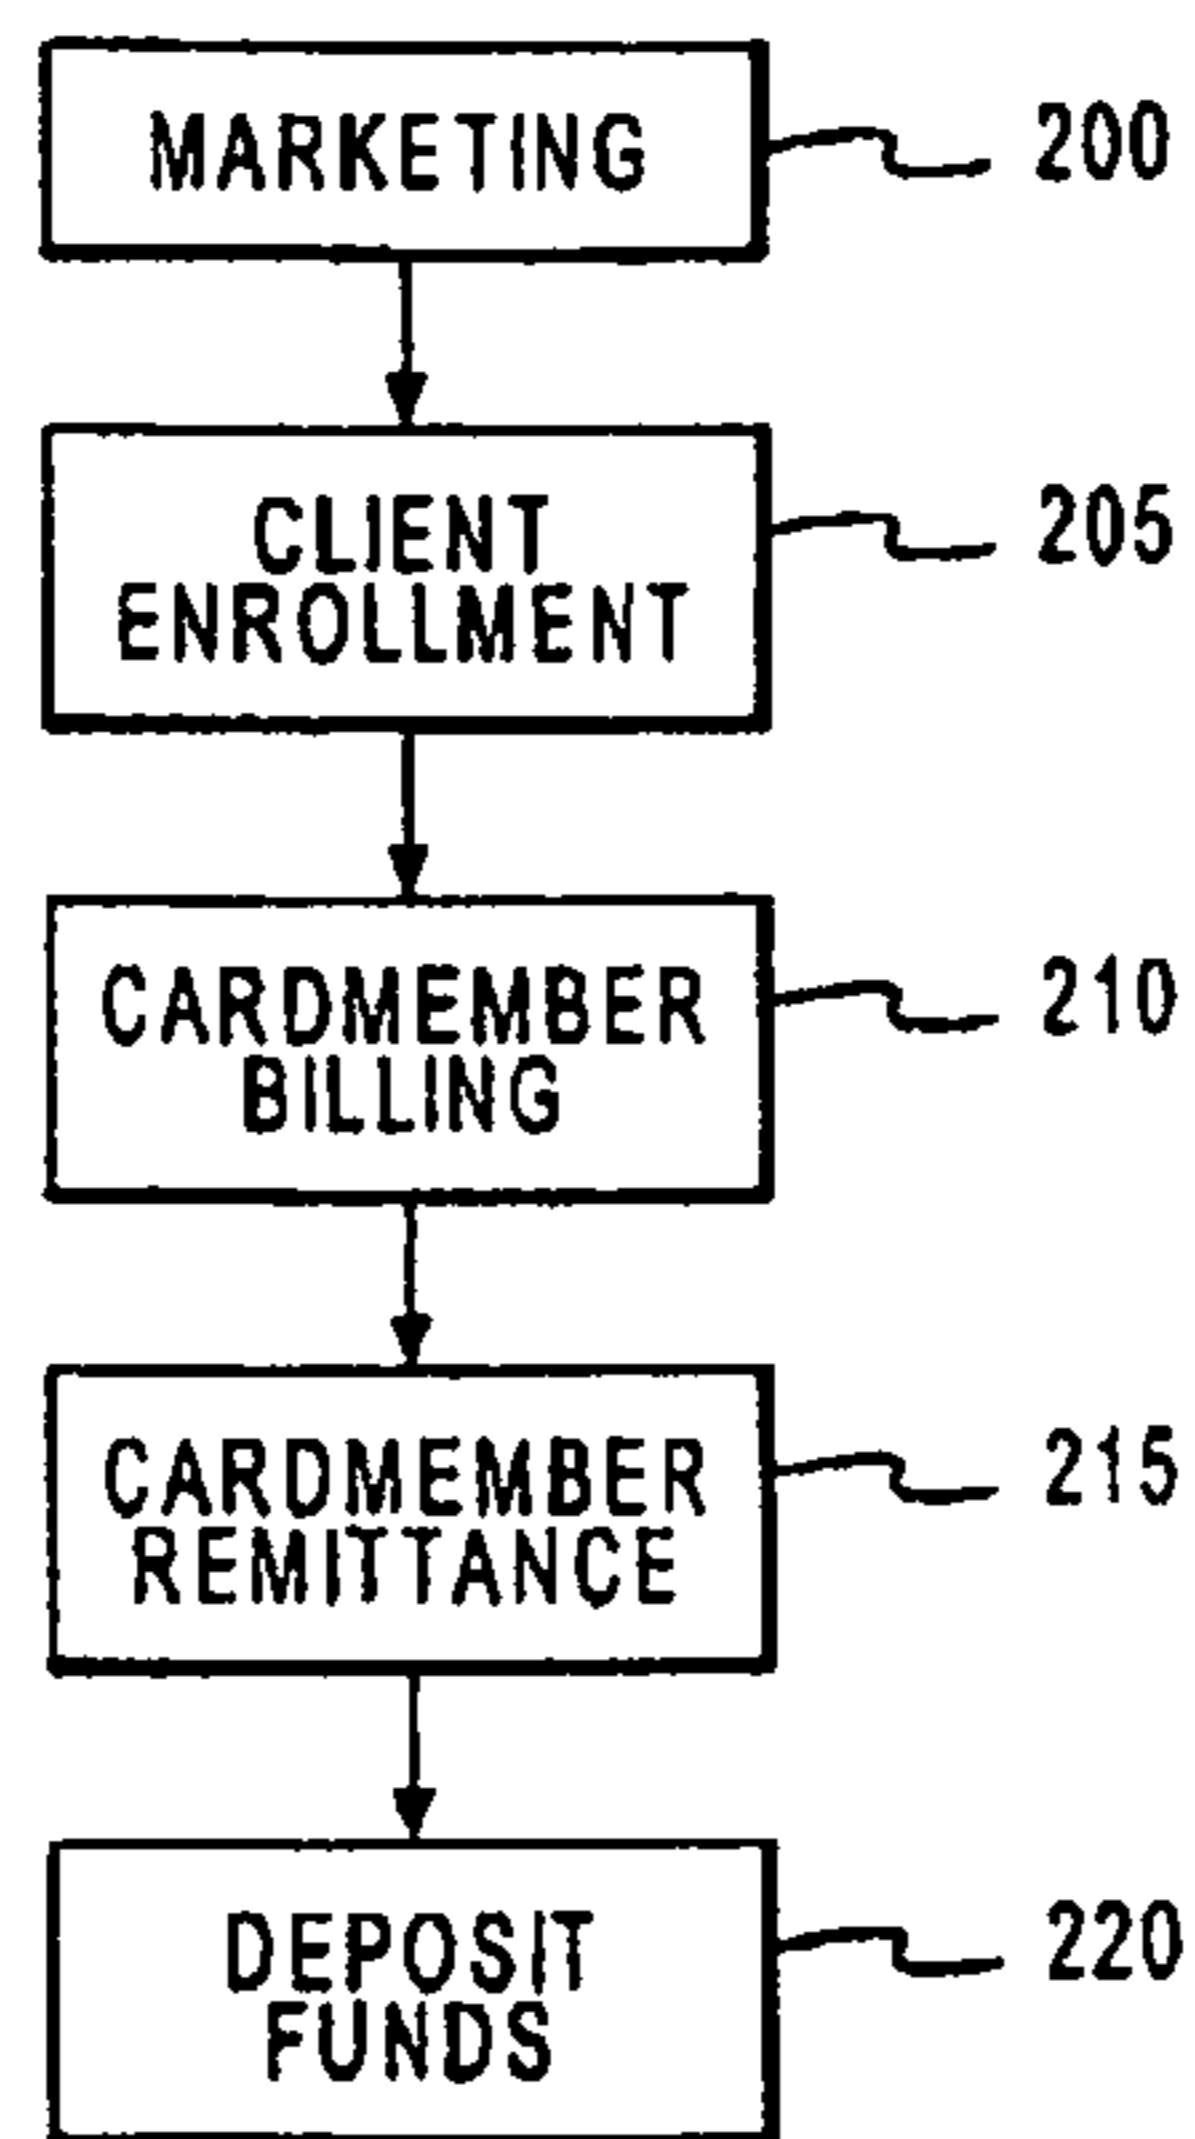 MARKETING
200
CLIENT
ENROLLMENT
205
CARDMEMBER
BILLING
210
CARDMEMBER
REMITTANCE
215
DEPOSIT
FUNDS
220